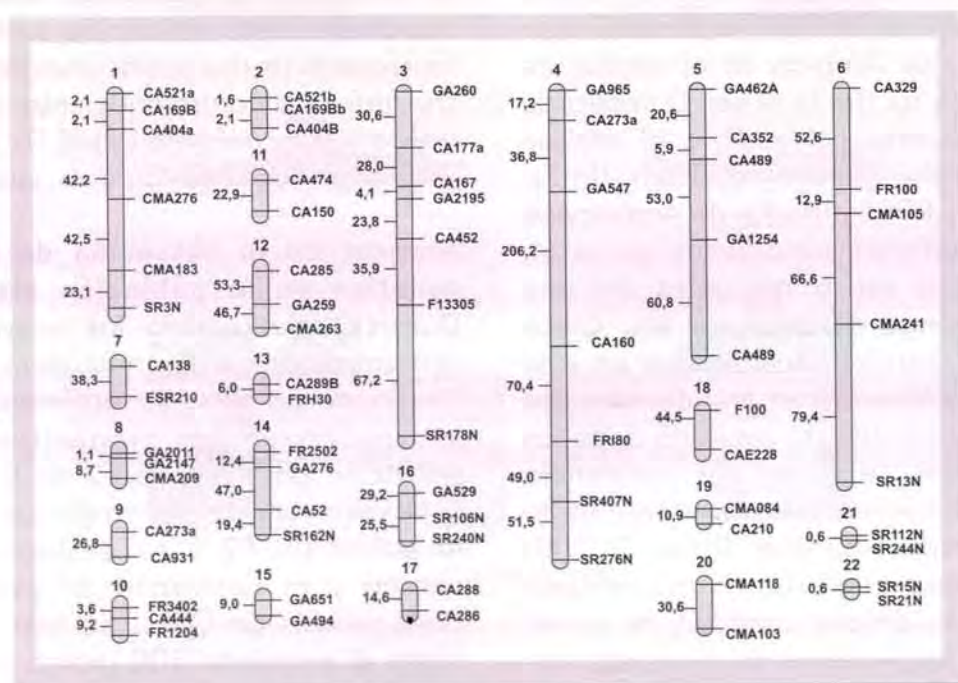 1
2,1
2,1
42,2
42,5
23,1
CA521a
CA169B
CA404a
CMA276
CMA183
SR3N
2
1,6
2,1
CA521b
CA169Bb
CA404B
3
30,6
28,0
4,1
23,8
35,9
67,2
GA260
CA177a
CA167
GA2195
CA452
F13305
SR178N
4
17,2
36,8
206,2
70,4
49,0
51,5
GA965
CA273a
GA547
CA160
FRI80
SR407N
SR276N
5
20,6
5,9
53,0
60,8
GA462A
CA352
CA489
GA125A
CA489
6
52,6
12,9
66,6
79,4
CA329
FR100
CMA105
CMA241
SR13N
7
38,3
CA138
ESR210
8
1,1
8,7
GA2011
GA2147
CMA209
9
26,8
CA273a
CA931
10
3,6
9,2
FR3402
CA444
FR1204
11
22,9
CA474
CA150
12
53,3
46,7
CA285
GA259
CMA263
13
6,0
CA289B
FRH30
14
12,4
47,0
19,4
FR2502
GA276
CA52
SR162N
15
9,0
GA651
GA494
16
29,2
25,5
GA529
SR106N
SR240N
17
14,6
CA288
CA286
18
44,5
F100
CAE228
19
10,9
CMA084
CA210
20
30,6
CMA118
CMA103
21
0,6
SR112N
SR244N
22
0,6
SR15N
SR21N